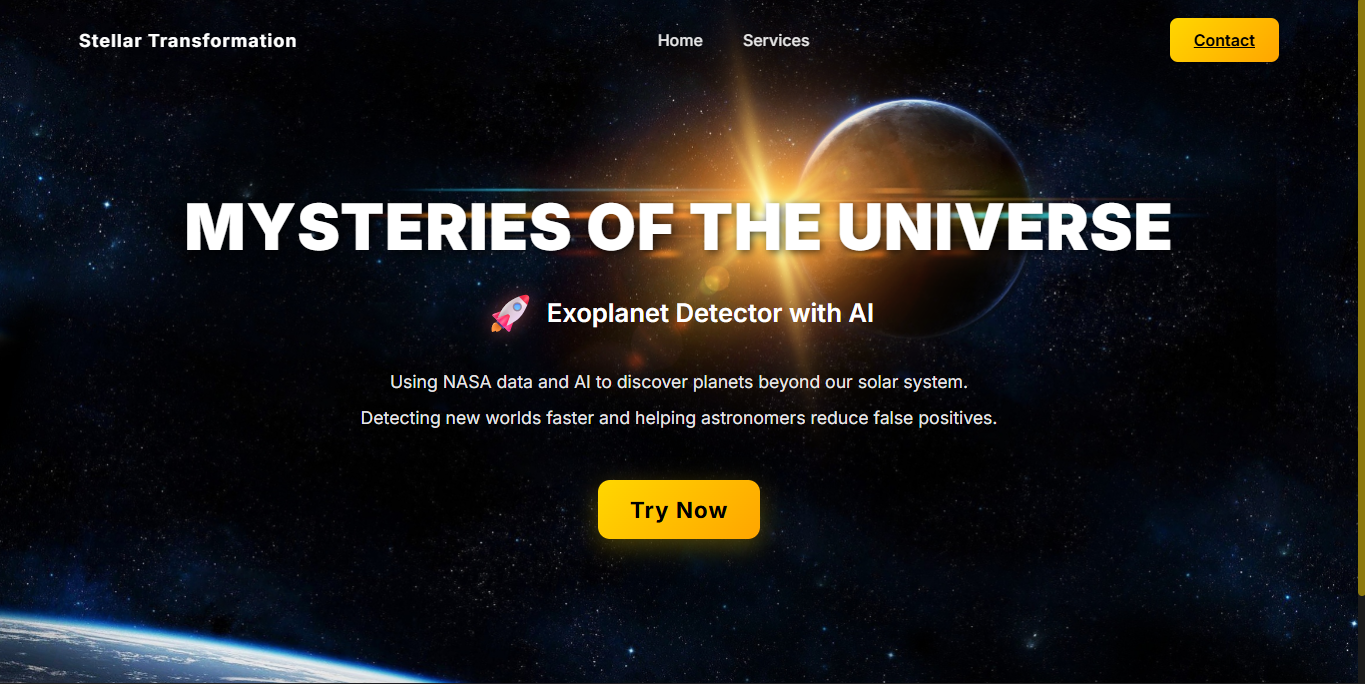 Stellar Transformation
Home
Services
Contact
MYSTERIES OF THE UNIVERSE
🚀 Exoplanet Detector with AI
Using NASA data and AI to discover planets beyond our solar system.
Detecting new worlds faster and helping astronomers reduce false positives.
Try Now